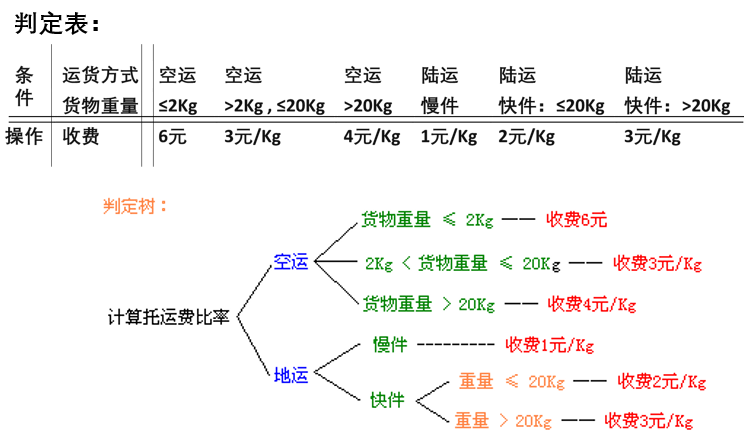 判定表：
条件 运货方式 空运 空运 空运 陆运 陆运 陆运
货物重量 ≤2Kg >2Kg , ≤20Kg >20Kg 慢件 快件：≤20Kg 快件：>20Kg
操作 收费 6元 3元/Kg 4元/Kg 1元/Kg 2元/Kg 3元/Kg
判定树：
货物重量 ≤ 2Kg —— 收费6元
空运 2Kg < 货物重量 ≤ 20Kg —— 收费3元/Kg
货物重量 > 20Kg —— 收费4元/Kg
计算托运费比率
慢件 --------- 收费1元/Kg
地运
快件 重量 ≤ 20Kg —— 收费2元/Kg
重量 > 20Kg —— 收费3元/Kg